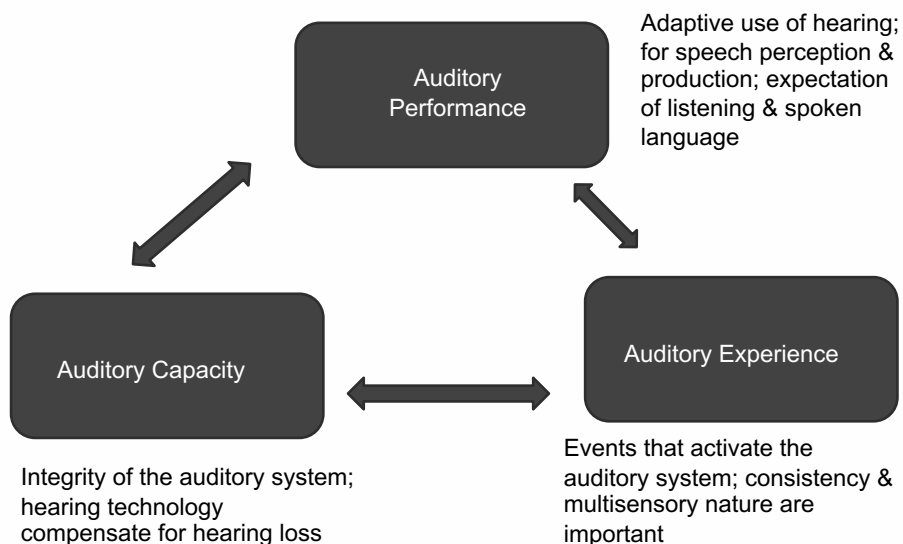 Auditory
Performance
Adaptive use of hearing;
for speech perception &
production; expectation
of listening & spoken
language
Auditory Capacity
Integrity of the auditory system;
hearing technology
compensate for hearing loss
Auditory Experience
Events that activate the
auditory system; consistency &
multisensory nature are
important